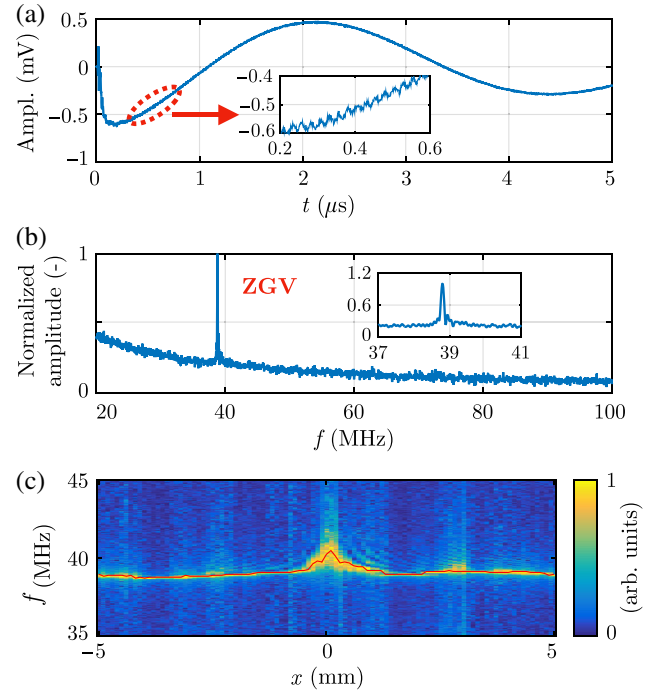 (a)
Ampl. (mV)
0.5
0
−0.5
−1
−0.4
−0.5
−0.6
0.2 0.4 0.6
0 1 2 3 4 5
t (μs)
(b)
Normalized
amplitude (-)
1
0
ZGV
1.2
0.6
0
37 39 41
20 40 60 80 100
f (MHz)
(c)
f (MHz)
45
40
35
−5 0 5
x (mm)
1
0
(arb. units)